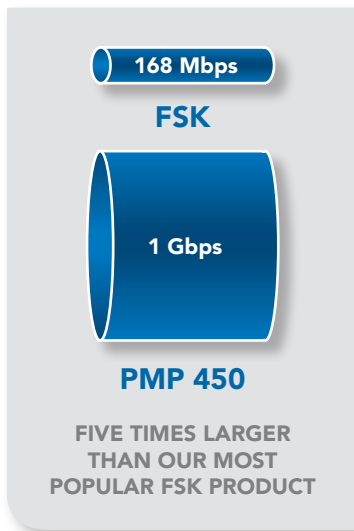 168 Mbps
FSK
1 Gbps
PMP 450
FIVE TIMES LARGER
THAN OUR MOST
POPULAR FSK PRODUCT